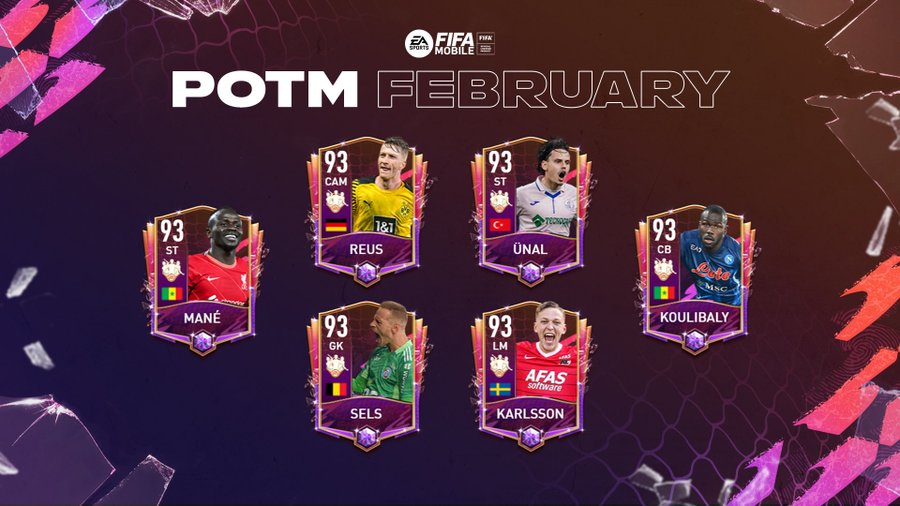 EA SPORTS
FIFA MOBILE
FIFA
POTM FEBRUARY
93
CAM
1&1
REUS
93
ST
ÜNAL
93
ST
MANÉ
93
CB
Lete
MSC
KOULIBALY
93
GK
SELS
93
LM
AFAS
software
KARLSSON